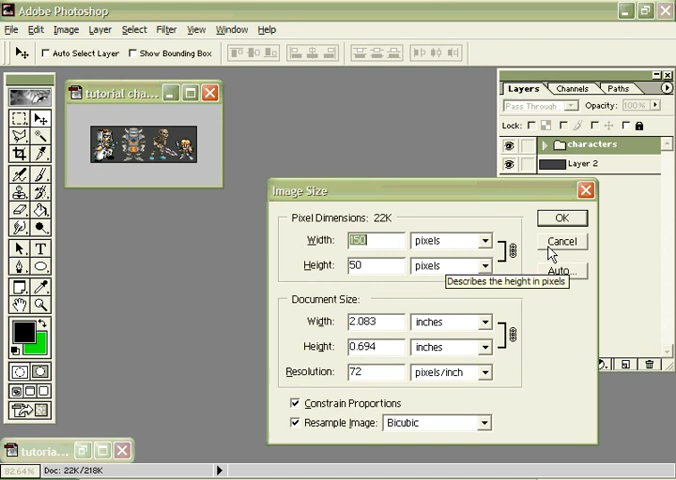 Adobe Photoshop
File Edit Image Layer Select Filter View Window Help
Auto Select Layer Show Bounding Box
tutorial cha...
Layers Channels Paths
Pass Through Opacity: 100%
Lock:
characters
Layer 2
Image Size
Pixel Dimensions: 22K
Width: 150 pixels
Height: 50 pixels
OK
Cancel
Auto...
Describes the height in pixels
Document Size:
Width: 2.083 inches
Height: 0.694 inches
Resolution: 72 pixels/inch
Constrain Proportions
Resample Image: Bicubic
tutoria...
82.64% Doc: 22K/218K